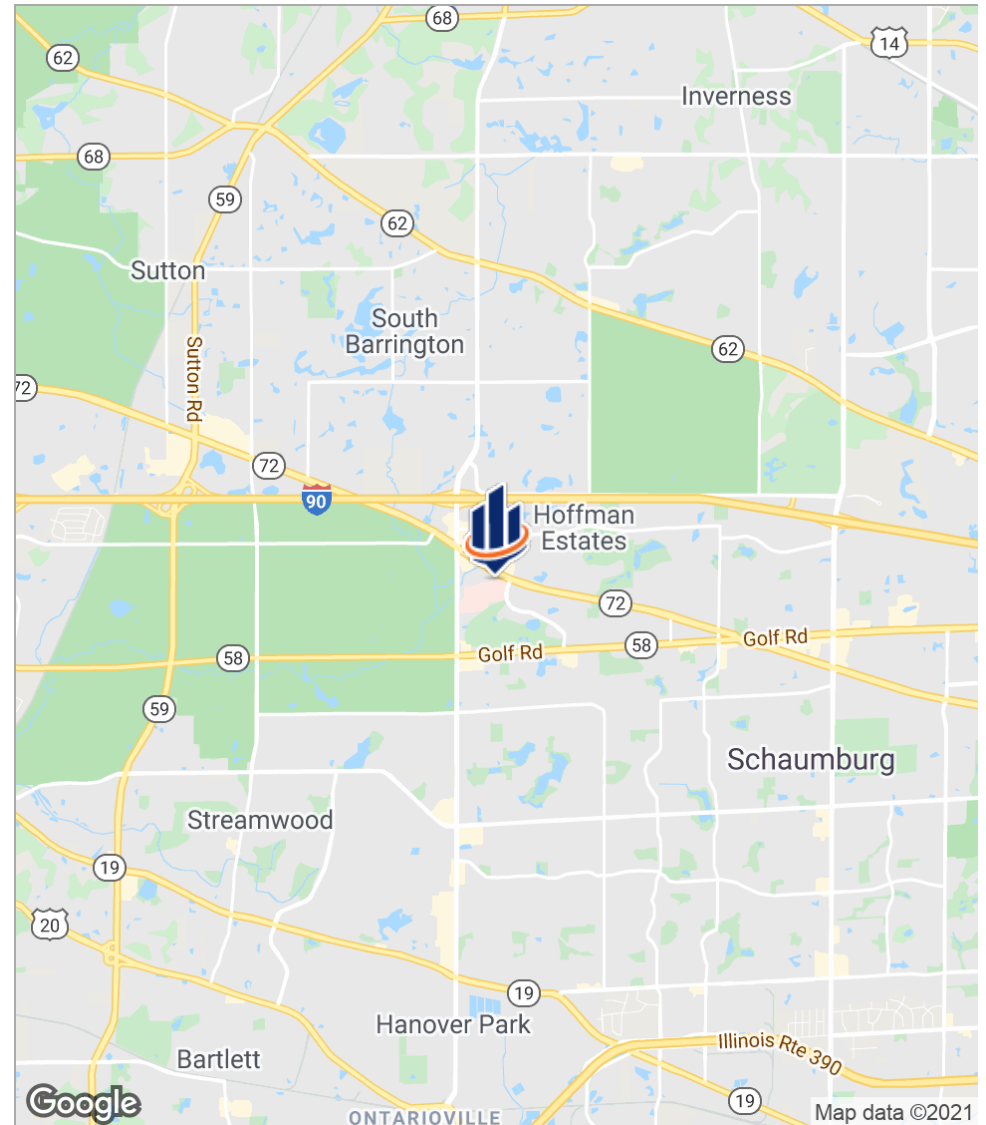 68
62
14
Inverness
68
59
62
Sutton
South
Barrington
62
Sutton Rd
72
72
90
Hoffman
Estates
72
Golf Rd
58
Golf Rd
58
59
Schaumburg
Streamwood
19
20
19
Hanover Park
Illinois Rte 390
Bartlett
19
Google
ONTARIOVILLE
Map data ©2021